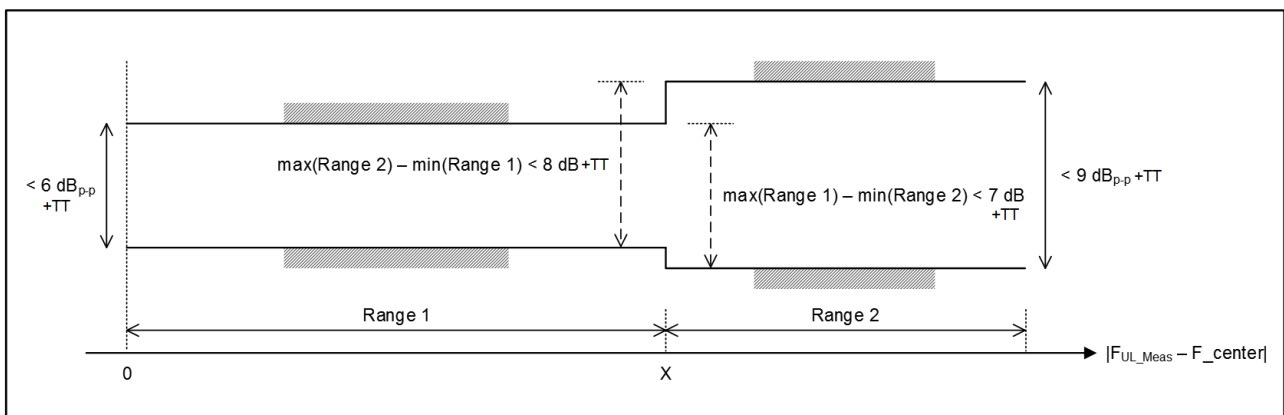 max(Range 2) – min(Range 1) < 8 dB +TT
< 6 dBp-p
+TT
< 9 dBp-p +TT
max(Range 1) – min(Range 2) < 7 dB
+TT
Range 1
Range 2
|FUL_Meas – F_center|
0
X